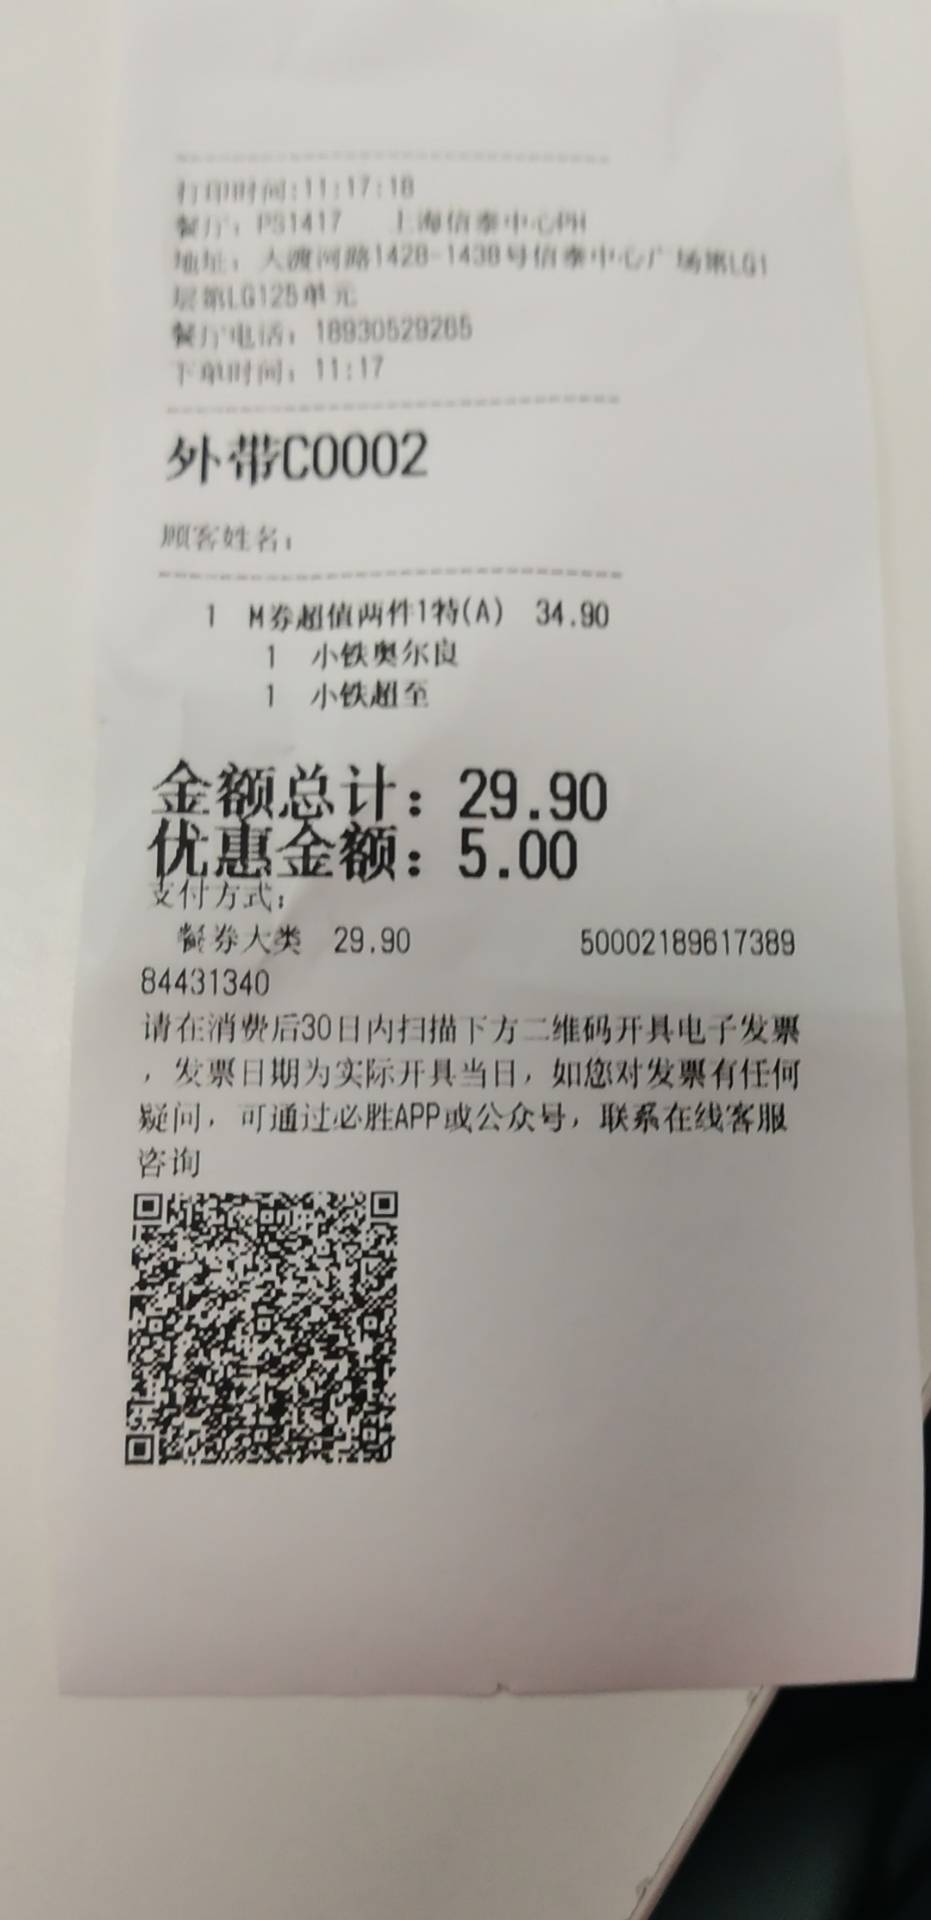 打印时间:11:17:18
餐厅：PS1417 上海信泰中心PH
地址：大渡河路1428-1438号信泰中心广场第LG1
层第LG125单元
餐厅电话：18930529265
下单时间：11:17
外带C0002
顾客姓名：
1 M券超值两件1特(A) 34.90
1 小铁奥尔良
1 小铁超至
金额总计：29.90
优惠金额：5.00
支付方式：
餐券大类 29.90 50002189617389
84431340
请在消费后30日内扫描下方二维码开具电子发票
，发票日期为实际开具当日，如您对发票有任何
疑问，可通过必胜APP或公众号，联系在线客服
咨询